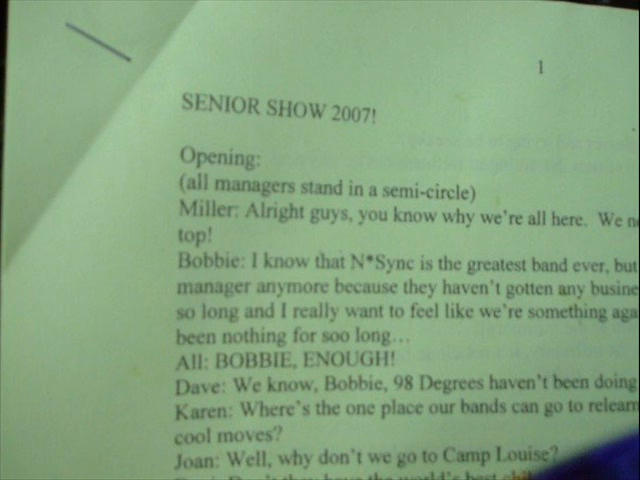 1
SENIOR SHOW 2007!
Opening:
(all managers stand in a semi-circle)
Miller: Alright guys, you know why we're all here. We
top!
Bobbie: I know that N*Sync is the greatest band ever, but
manager anymore because they haven't gotten any
so long and I really want to feel like we're something
been nothing for soo long…
All: BOBBIE, ENOUGH!
Dave: We know, Bobbie, 98 Degrees haven't been doing
Karen: Where's the one place our bands can go to
cool moves?
Joan: Well, why don't we go to Camp Louise?